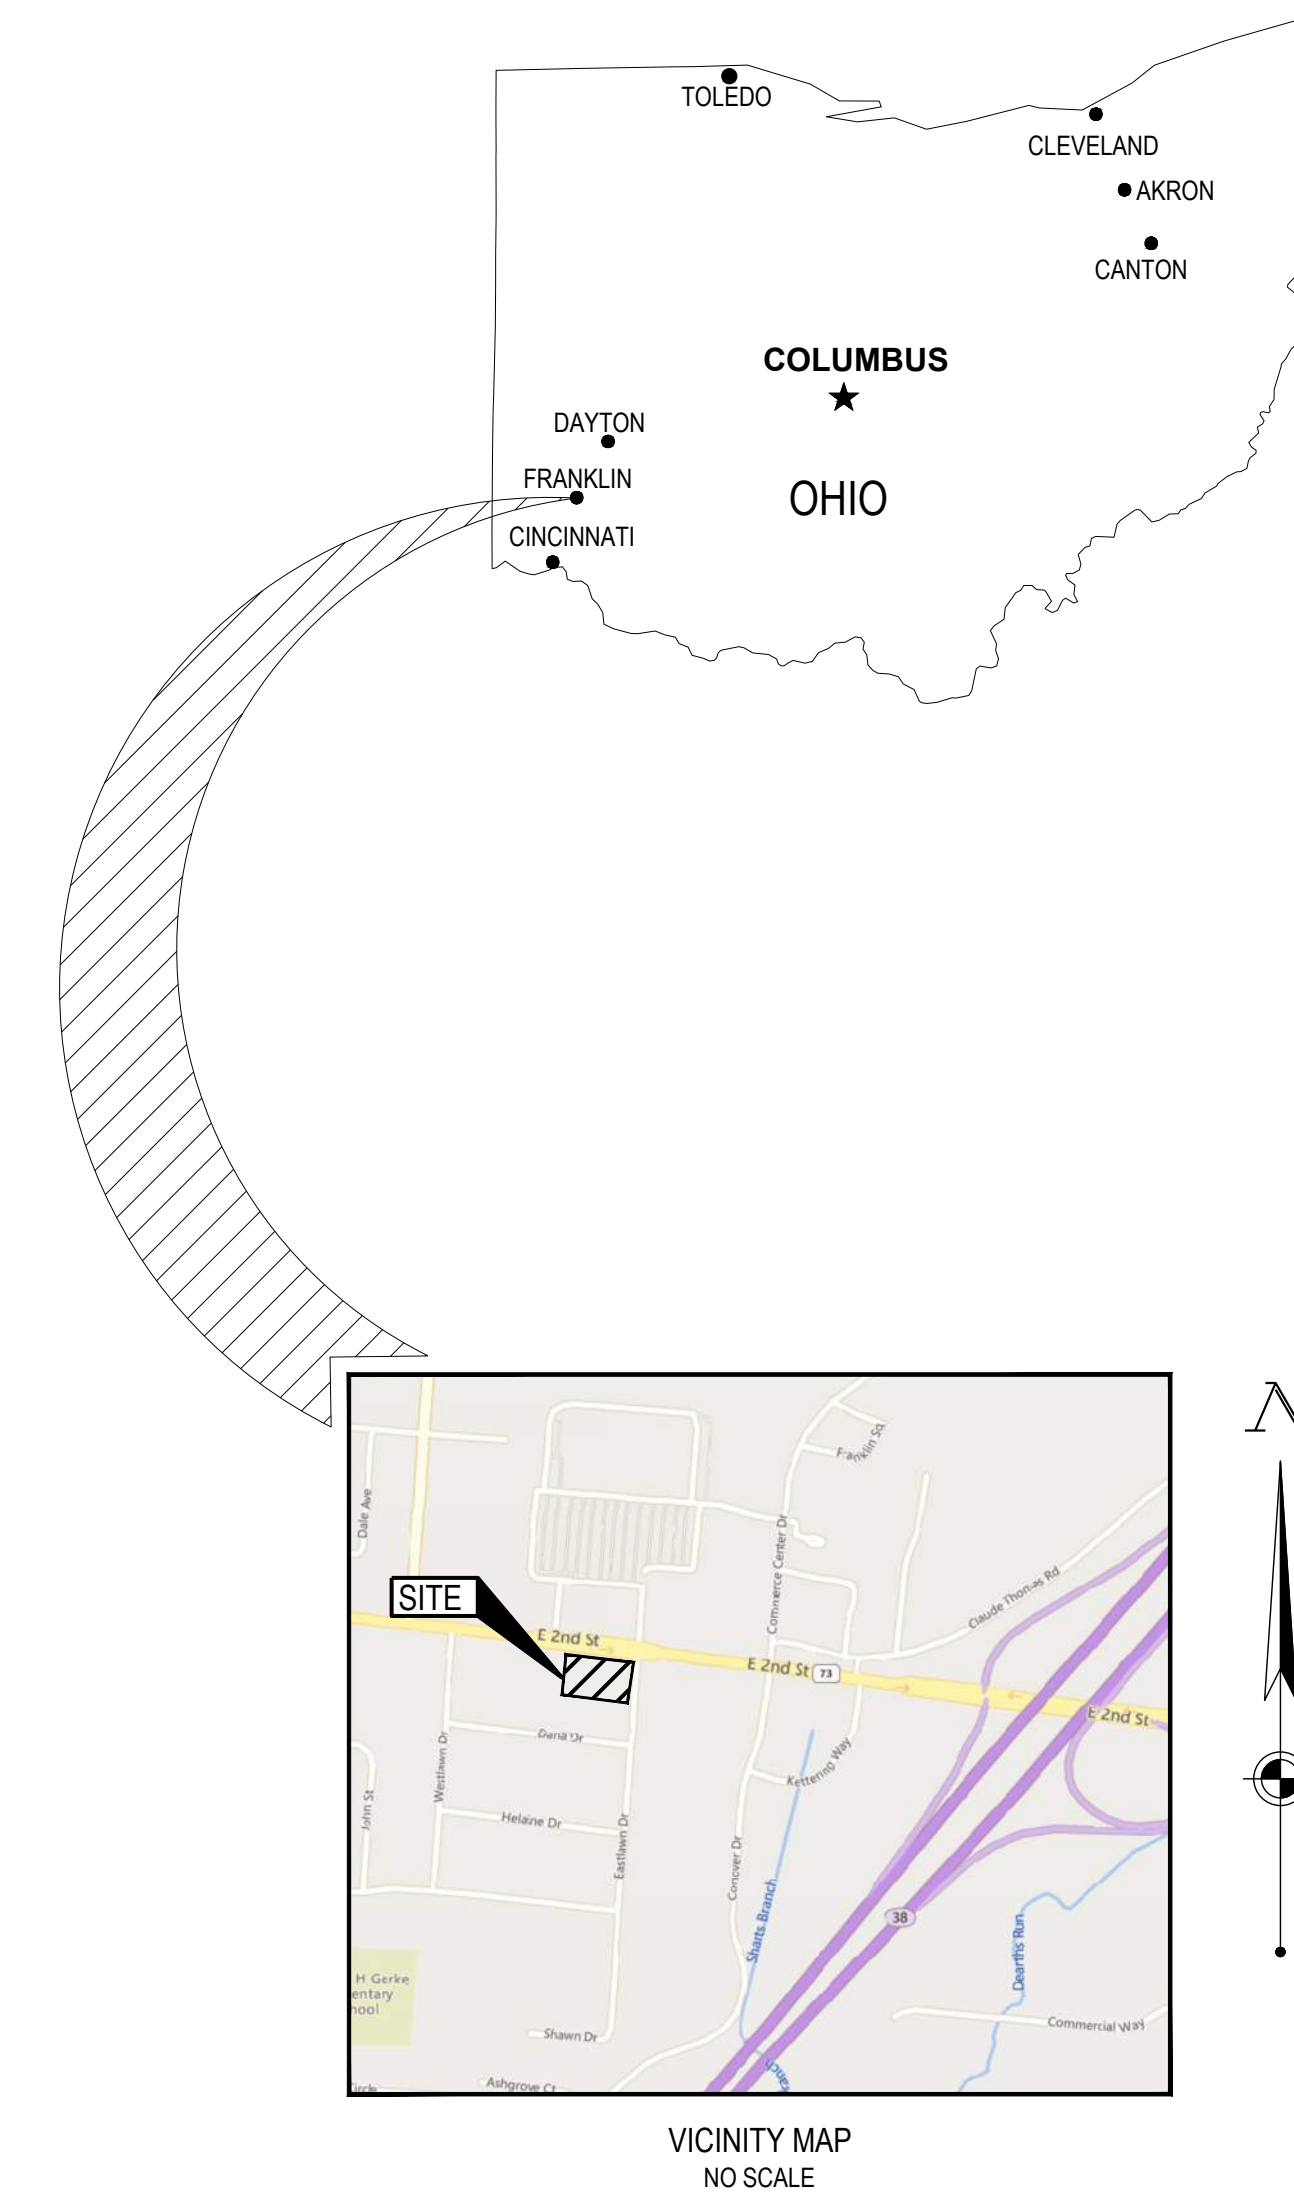 TOLEDO
CLEVELAND
AKRON
CANTON
COLUMBUS
DAYTON
FRANKLIN
OHIO
CINCINNATI
N
Franklin Sq
Dale Ave
Commerce Center Dr
Claude Thomas Rd
SITE
E 2nd St
E 2nd St
73
E 2nd St
Dana Dr
Westlawn Dr
Kettering Way
John St
Helaine Dr
Eastlawn Dr
Conover Dr
Sharts Branch
38
Dearths Run
H Gerke
entary
hool
Commercial Way
Shawn Dr
Ashgrove Ct
Circle
anch
VICINITY MAP
NO SCALE